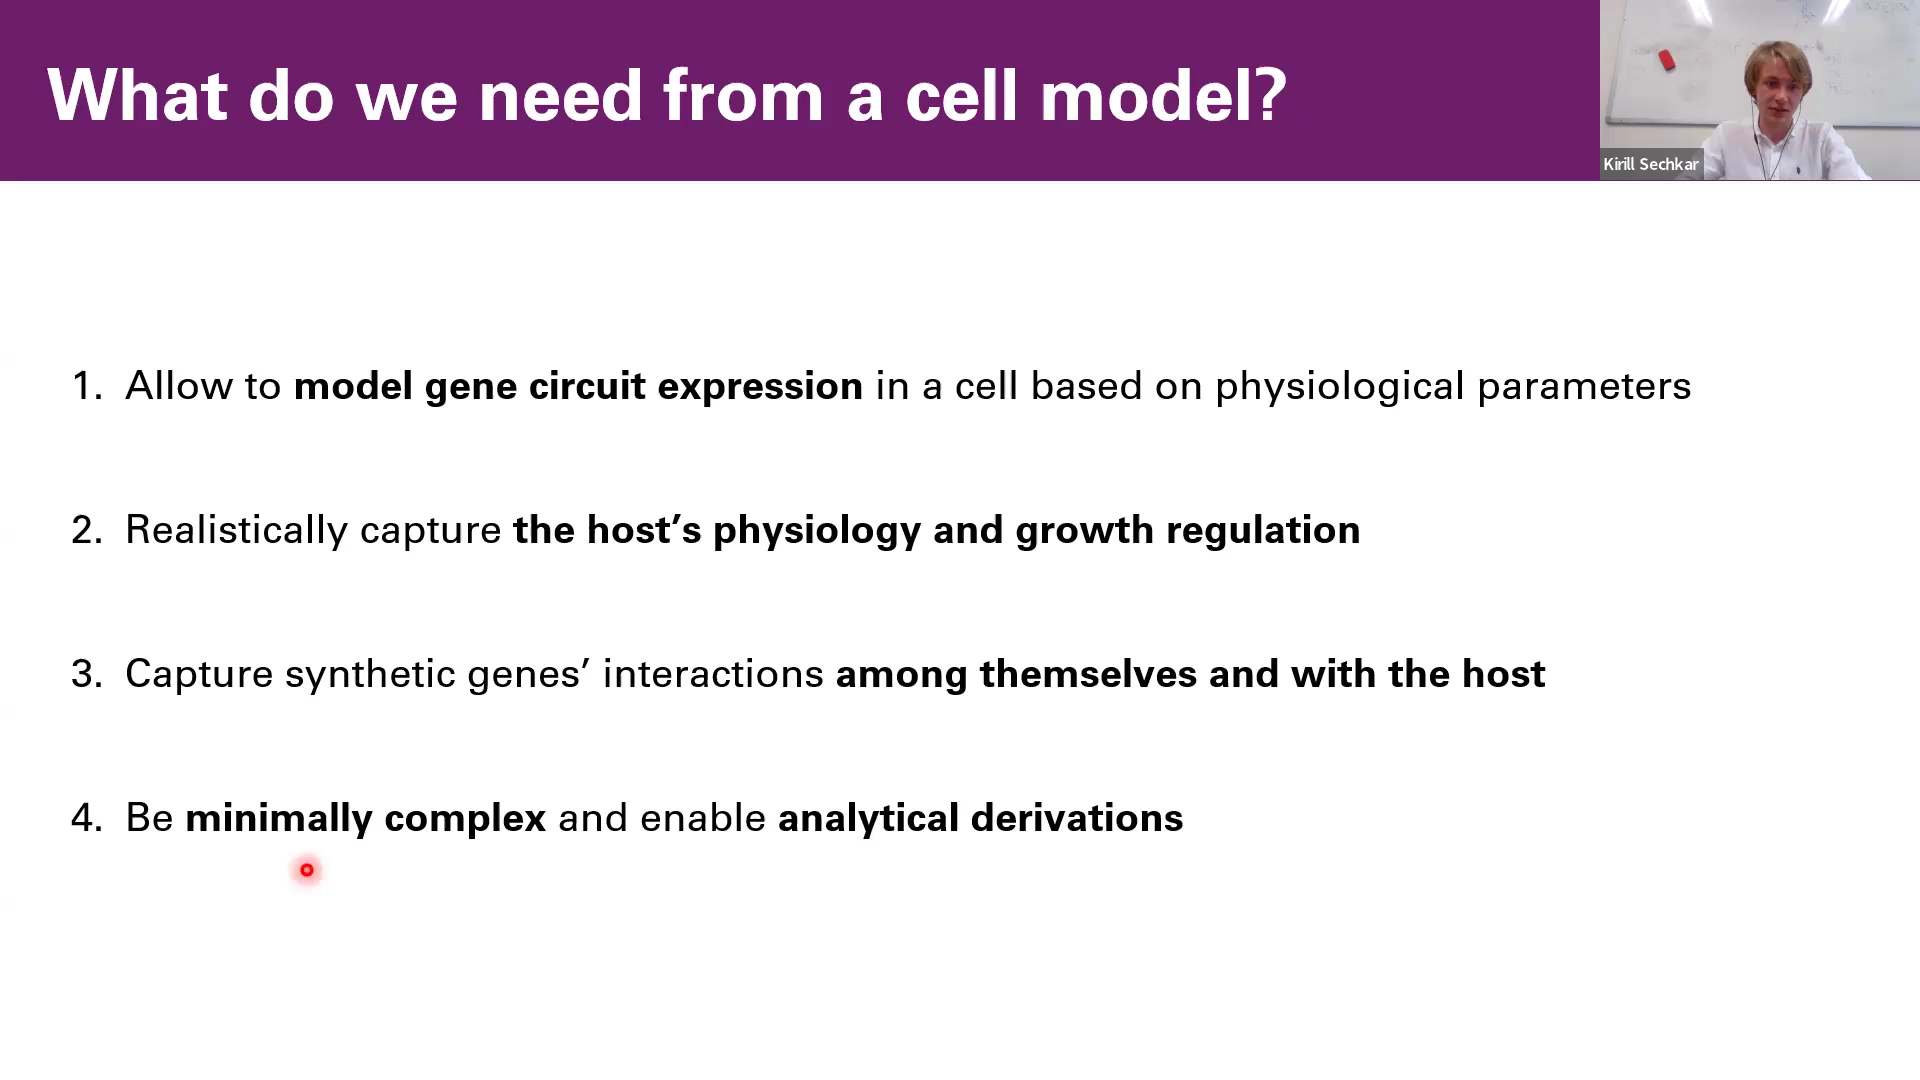 What do we need from a cell model?
Kirill Sechkar
1. Allow to model gene circuit expression in a cell based on physiological parameters
2. Realistically capture the host’s physiology and growth regulation
3. Capture synthetic genes’ interactions among themselves and with the host
4. Be minimally complex and enable analytical derivations